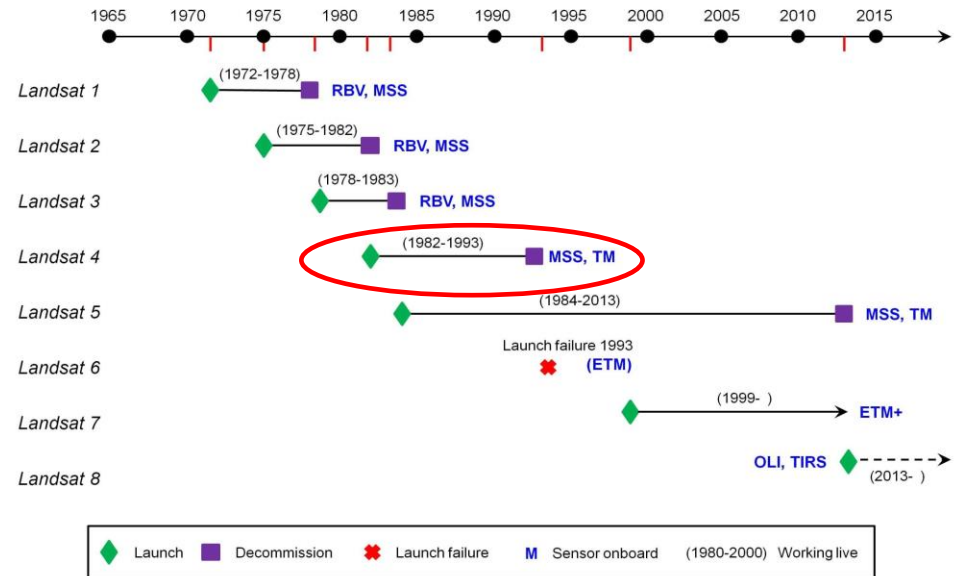 1965 1970 1975 1980 1985 1990 1995 2000 2005 2010 2015
Landsat 1 (1972-1978) RBV, MSS
Landsat 2 (1975-1982) RBV, MSS
Landsat 3 (1978-1983) RBV, MSS
Landsat 4 (1982-1993) MSS, TM
Landsat 5 (1984-2013) MSS, TM
Launch failure 1993
Landsat 6 (ETM)
Landsat 7 (1999- ) ETM+
Landsat 8 OLI, TIRS (2013- )
Launch Decommission Launch failure M Sensor onboard (1980-2000) Working live